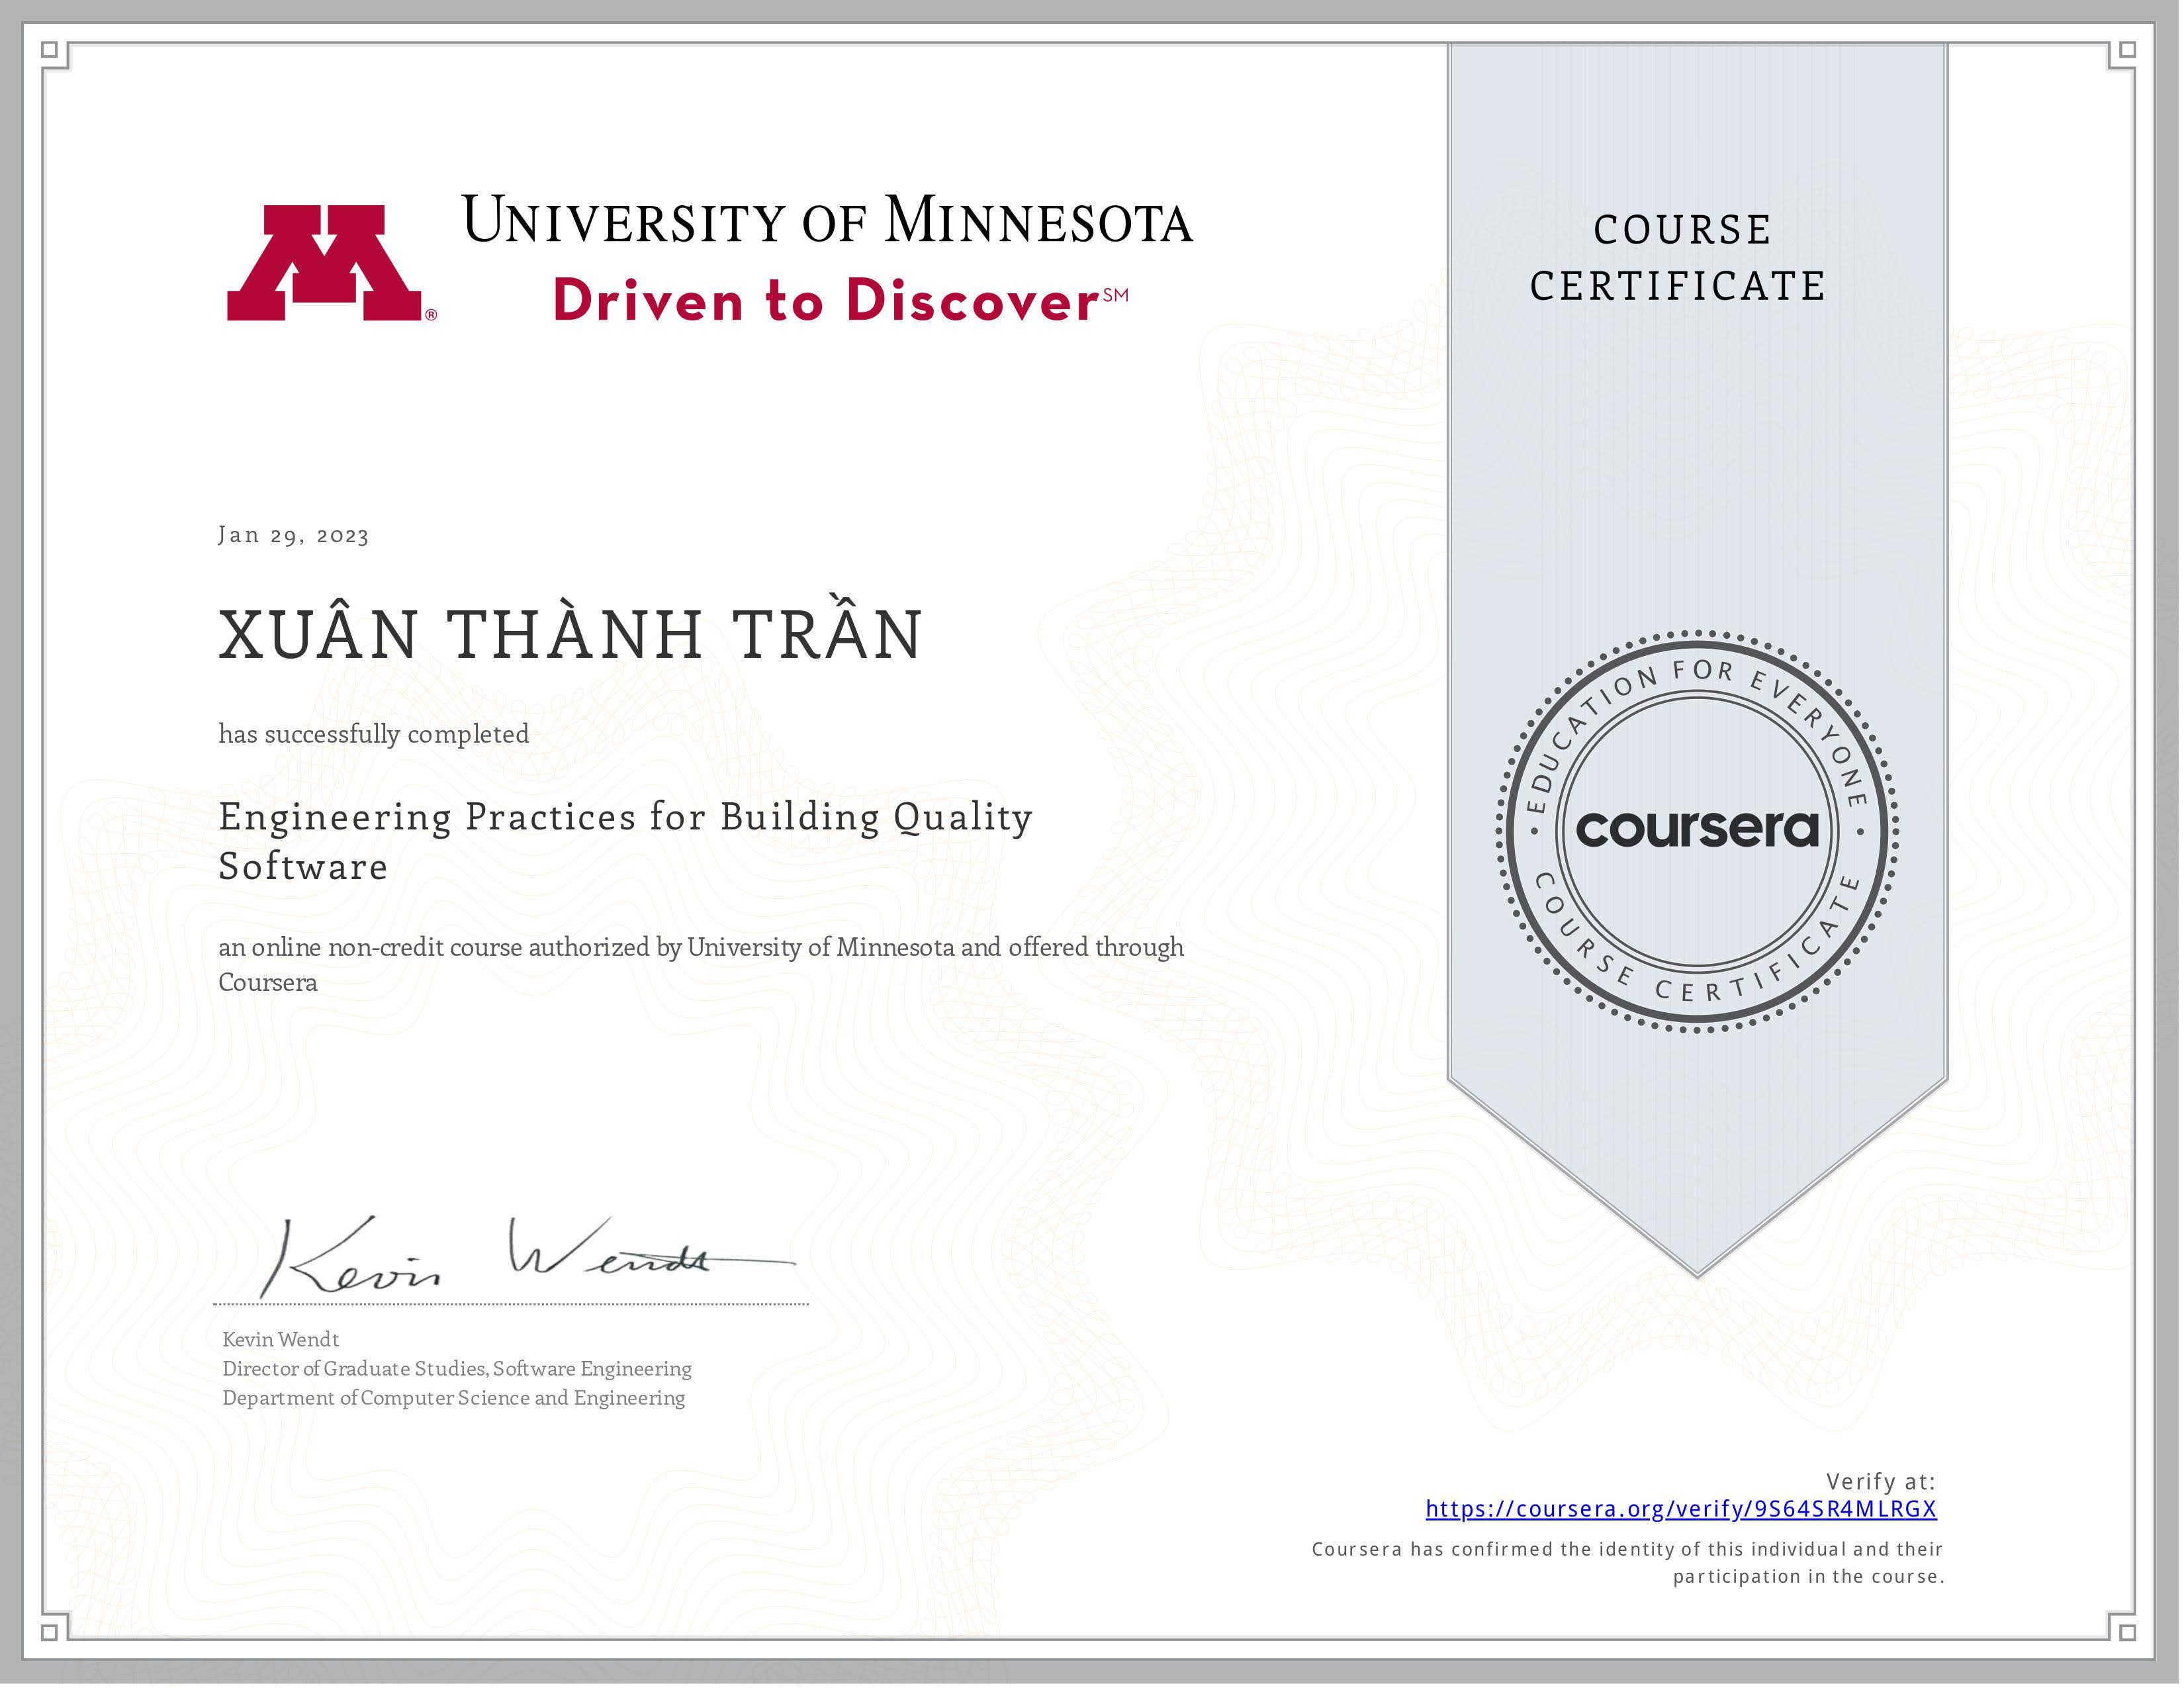 UNIVERSITY OF MINNESOTA
Driven to Discover℠
®
COURSE
CERTIFICATE
Jan 29, 2023
XUÂN THÀNH TRẦN
has successfully completed
Engineering Practices for Building Quality
Software
an online non-credit course authorized by University of Minnesota and offered through
Coursera
EDUCATION FOR EVERYONE
coursera
COURSE CERTIFICATE
Kevin Wendt
Kevin Wendt
Director of Graduate Studies, Software Engineering
Department of Computer Science and Engineering
Verify at:
https://coursera.org/verify/9S64SR4MLRGX
Coursera has confirmed the identity of this individual and their
participation in the course.